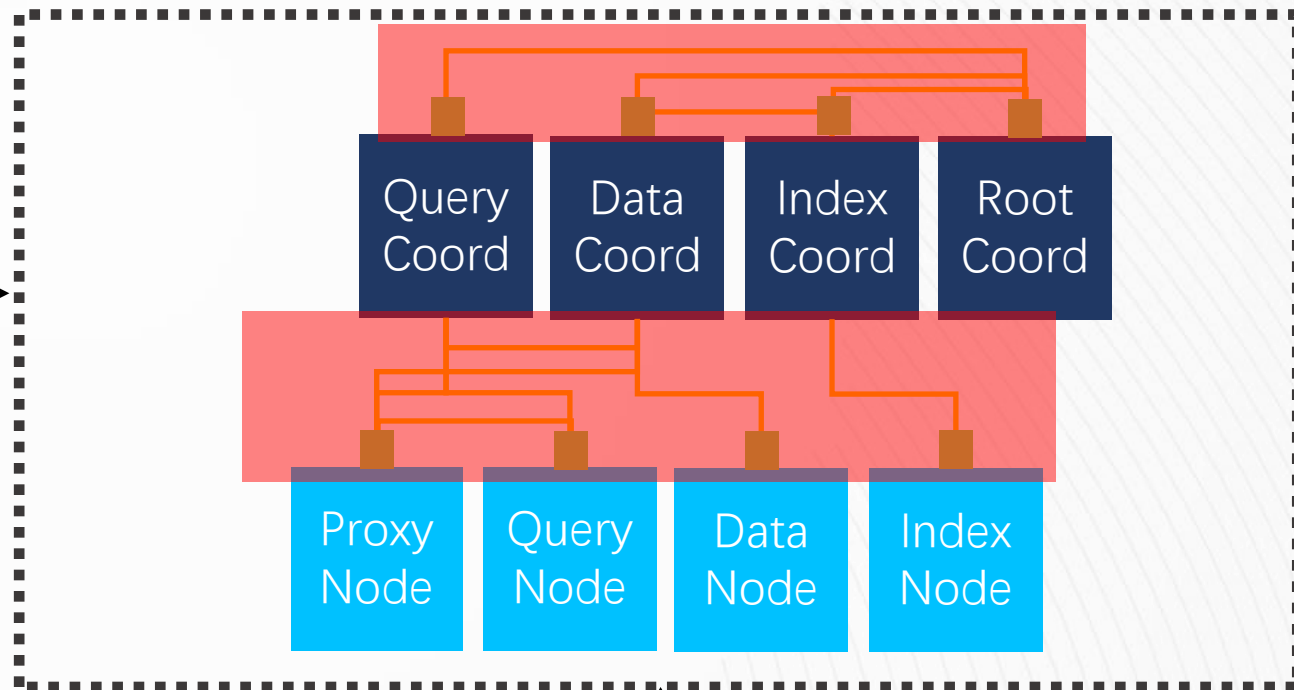 Query
Coord
Data
Coord
Index
Coord
Root
Coord
Proxy
Node
Query
Node
Data
Node
Index
Node